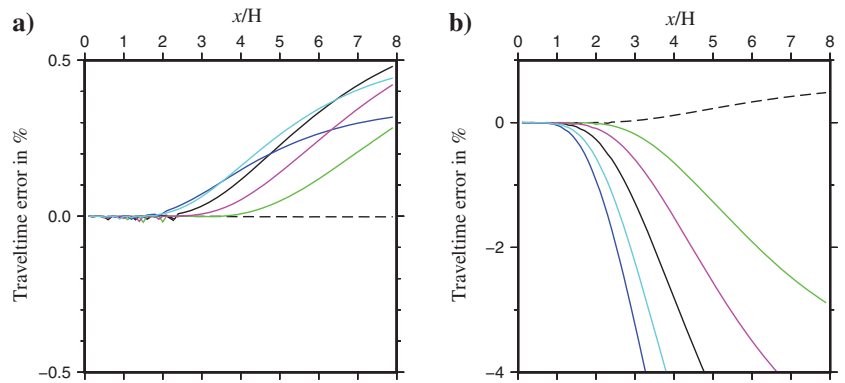 a)
x/H
0 1 2 3 4 5 6 7 8
0.5
0.0
−0.5
Traveltime error in %
b)
x/H
0 1 2 3 4 5 6 7 8
0
−2
−4
Traveltime error in %